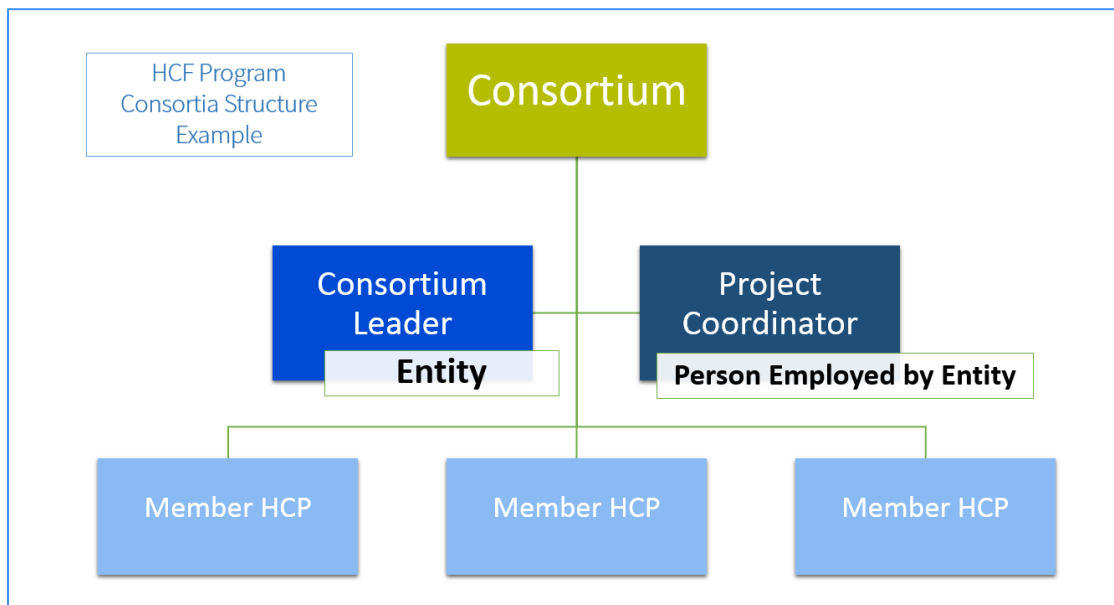 HCF Program
Consortia Structure
Example
Consortium
Consortium
Leader
Entity
Project
Coordinator
Person Employed by Entity
Member HCP
Member HCP
Member HCP